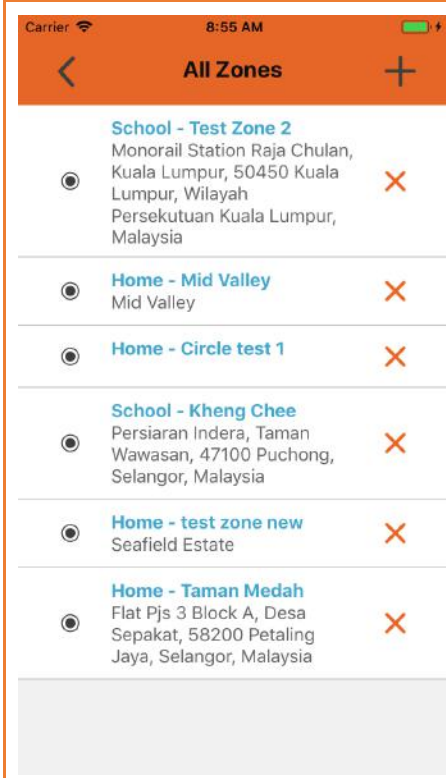 Carrier 8:55 AM
All Zones
School - Test Zone 2
Monorail Station Raja Chulan,
Kuala Lumpur, 50450 Kuala
Lumpur, Wilayah
Persekutuan Kuala Lumpur,
Malaysia
Home - Mid Valley
Mid Valley
Home - Circle test 1
School - Kheng Chee
Persiaran Indera, Taman
Wawasan, 47100 Puchong,
Selangor, Malaysia
Home - test zone new
Seafield Estate
Home - Taman Medah
Flat Pjs 3 Block A, Desa
Sepakat, 58200 Petaling
Jaya, Selangor, Malaysia